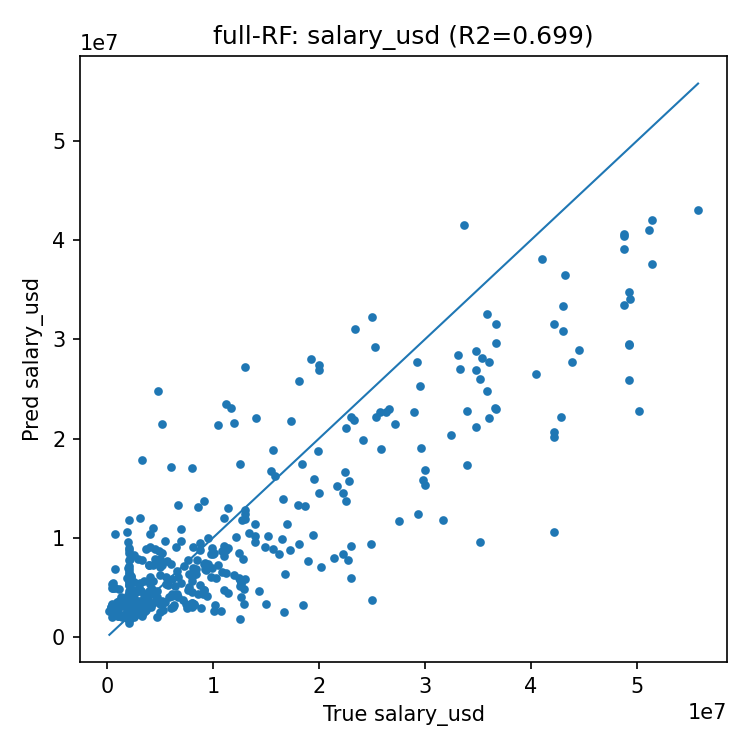 full-RF: salary_usd (R2=0.699)
1e7
5
4
3
2
1
0
Pred salary_usd
0 1 2 3 4 5
True salary_usd
1e7